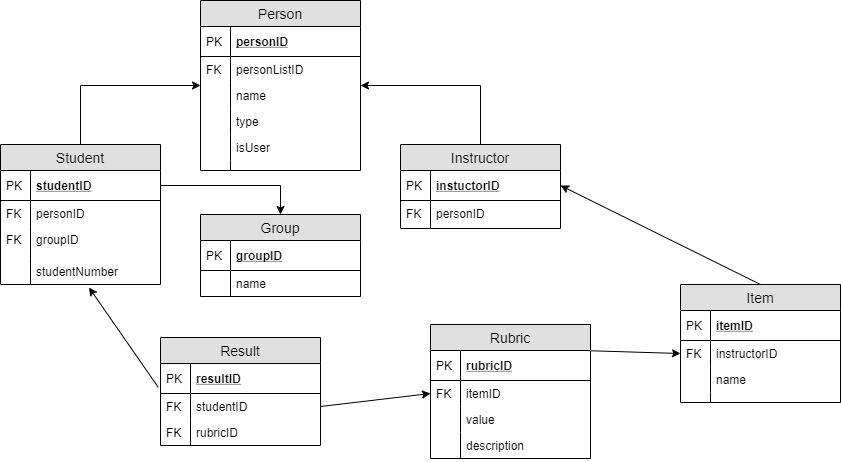 Person
PK personID
FK personListID
name
type
isUser
Student
PK studentID
FK personID
FK groupID
studentNumber
Instructor
PK instuctorID
FK personID
Group
PK groupID
name
Item
PK itemID
FK instructorID
name
Result
PK resultID
FK studentID
FK rubricID
Rubric
PK rubricID
FK itemID
value
description